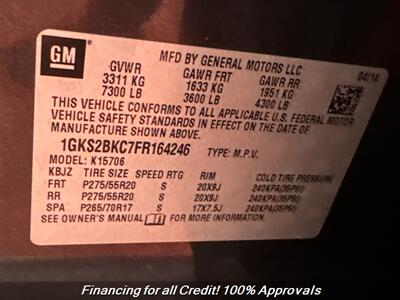 GM
MFD BY GENERAL MOTORS LLC
GVWR GAWR FRT GAWR RR 04/14
3311 KG 1633 KG 1951 KG
7300 LB 3600 LB 4300 LB
THIS VEHICLE CONFORMS TO ALL APPLICABLE U.S. FEDERAL MOTOR
VEHICLE SAFETY STANDARDS IN EFFECT ON THE DATE OF
MANUFACTURE SHOWN ABOVE.
1GKS2BKC7FR164246 TYPE: M.P.V.
MODEL: K15706
KBJZ TIRE SIZE SPEED RTG RIM COLD TIRE PRESSURE
FRT P275/55R20 S 20X9J 240KPA(35PSI)
RR P275/55R20 S 20X9J 240KPA(35PSI)
SPA P265/70R17 S 17X7.5J 240KPA(35PSI)
SEE OWNER'S MANUAL FOR MORE INFORMATION.
Financing for all Credit! 100% Approvals